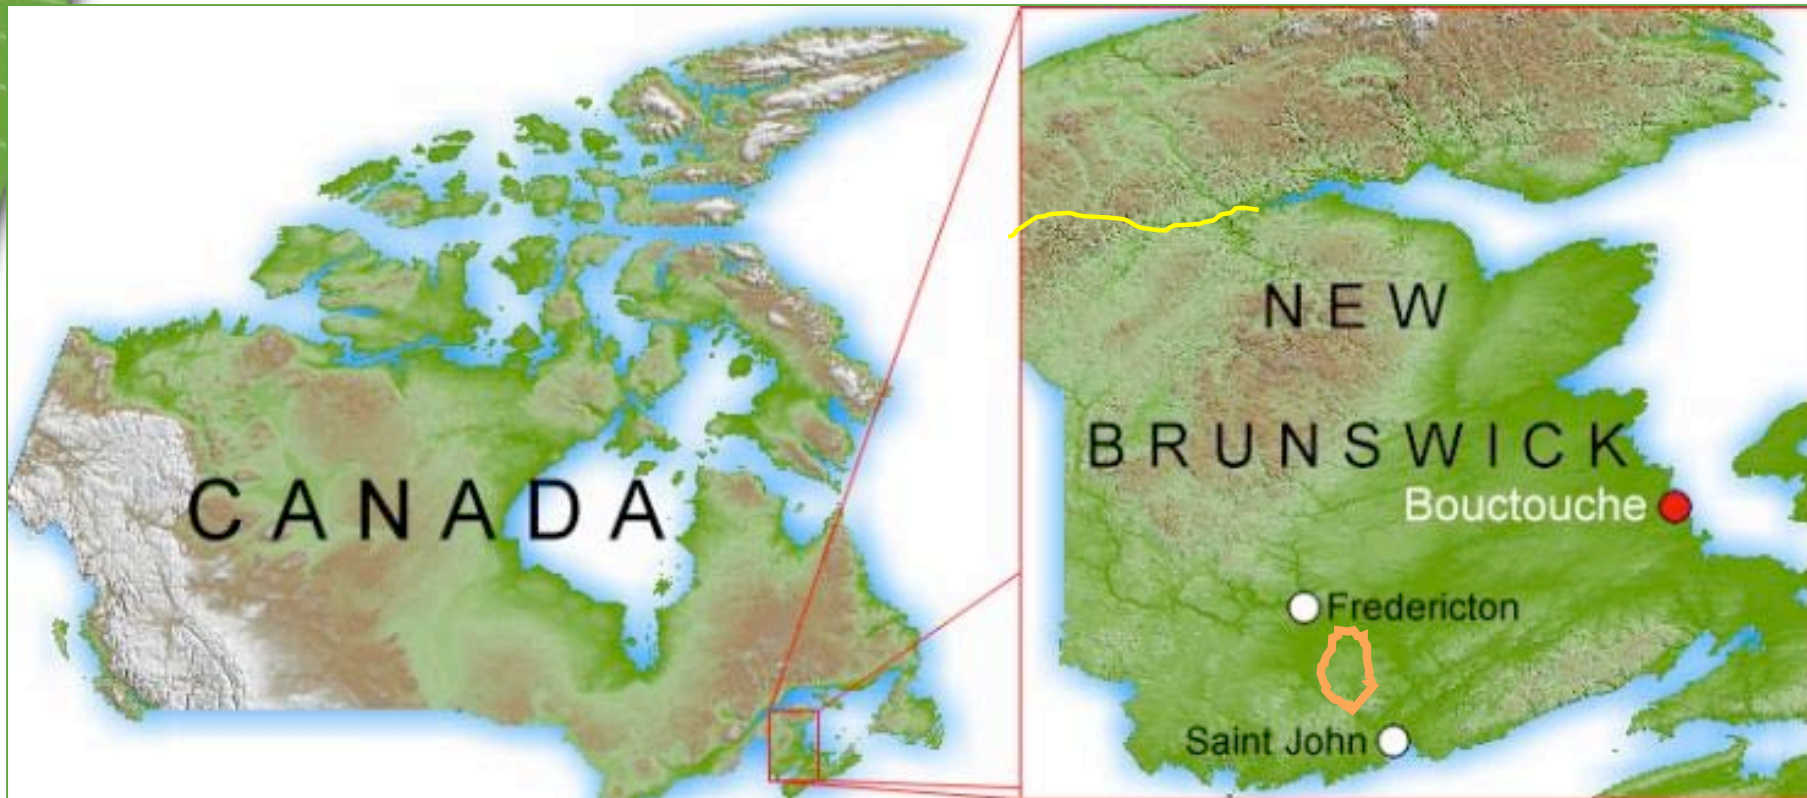 CANADA
NEW
BRUNSWICK
Bouctouche
Fredericton
Saint John